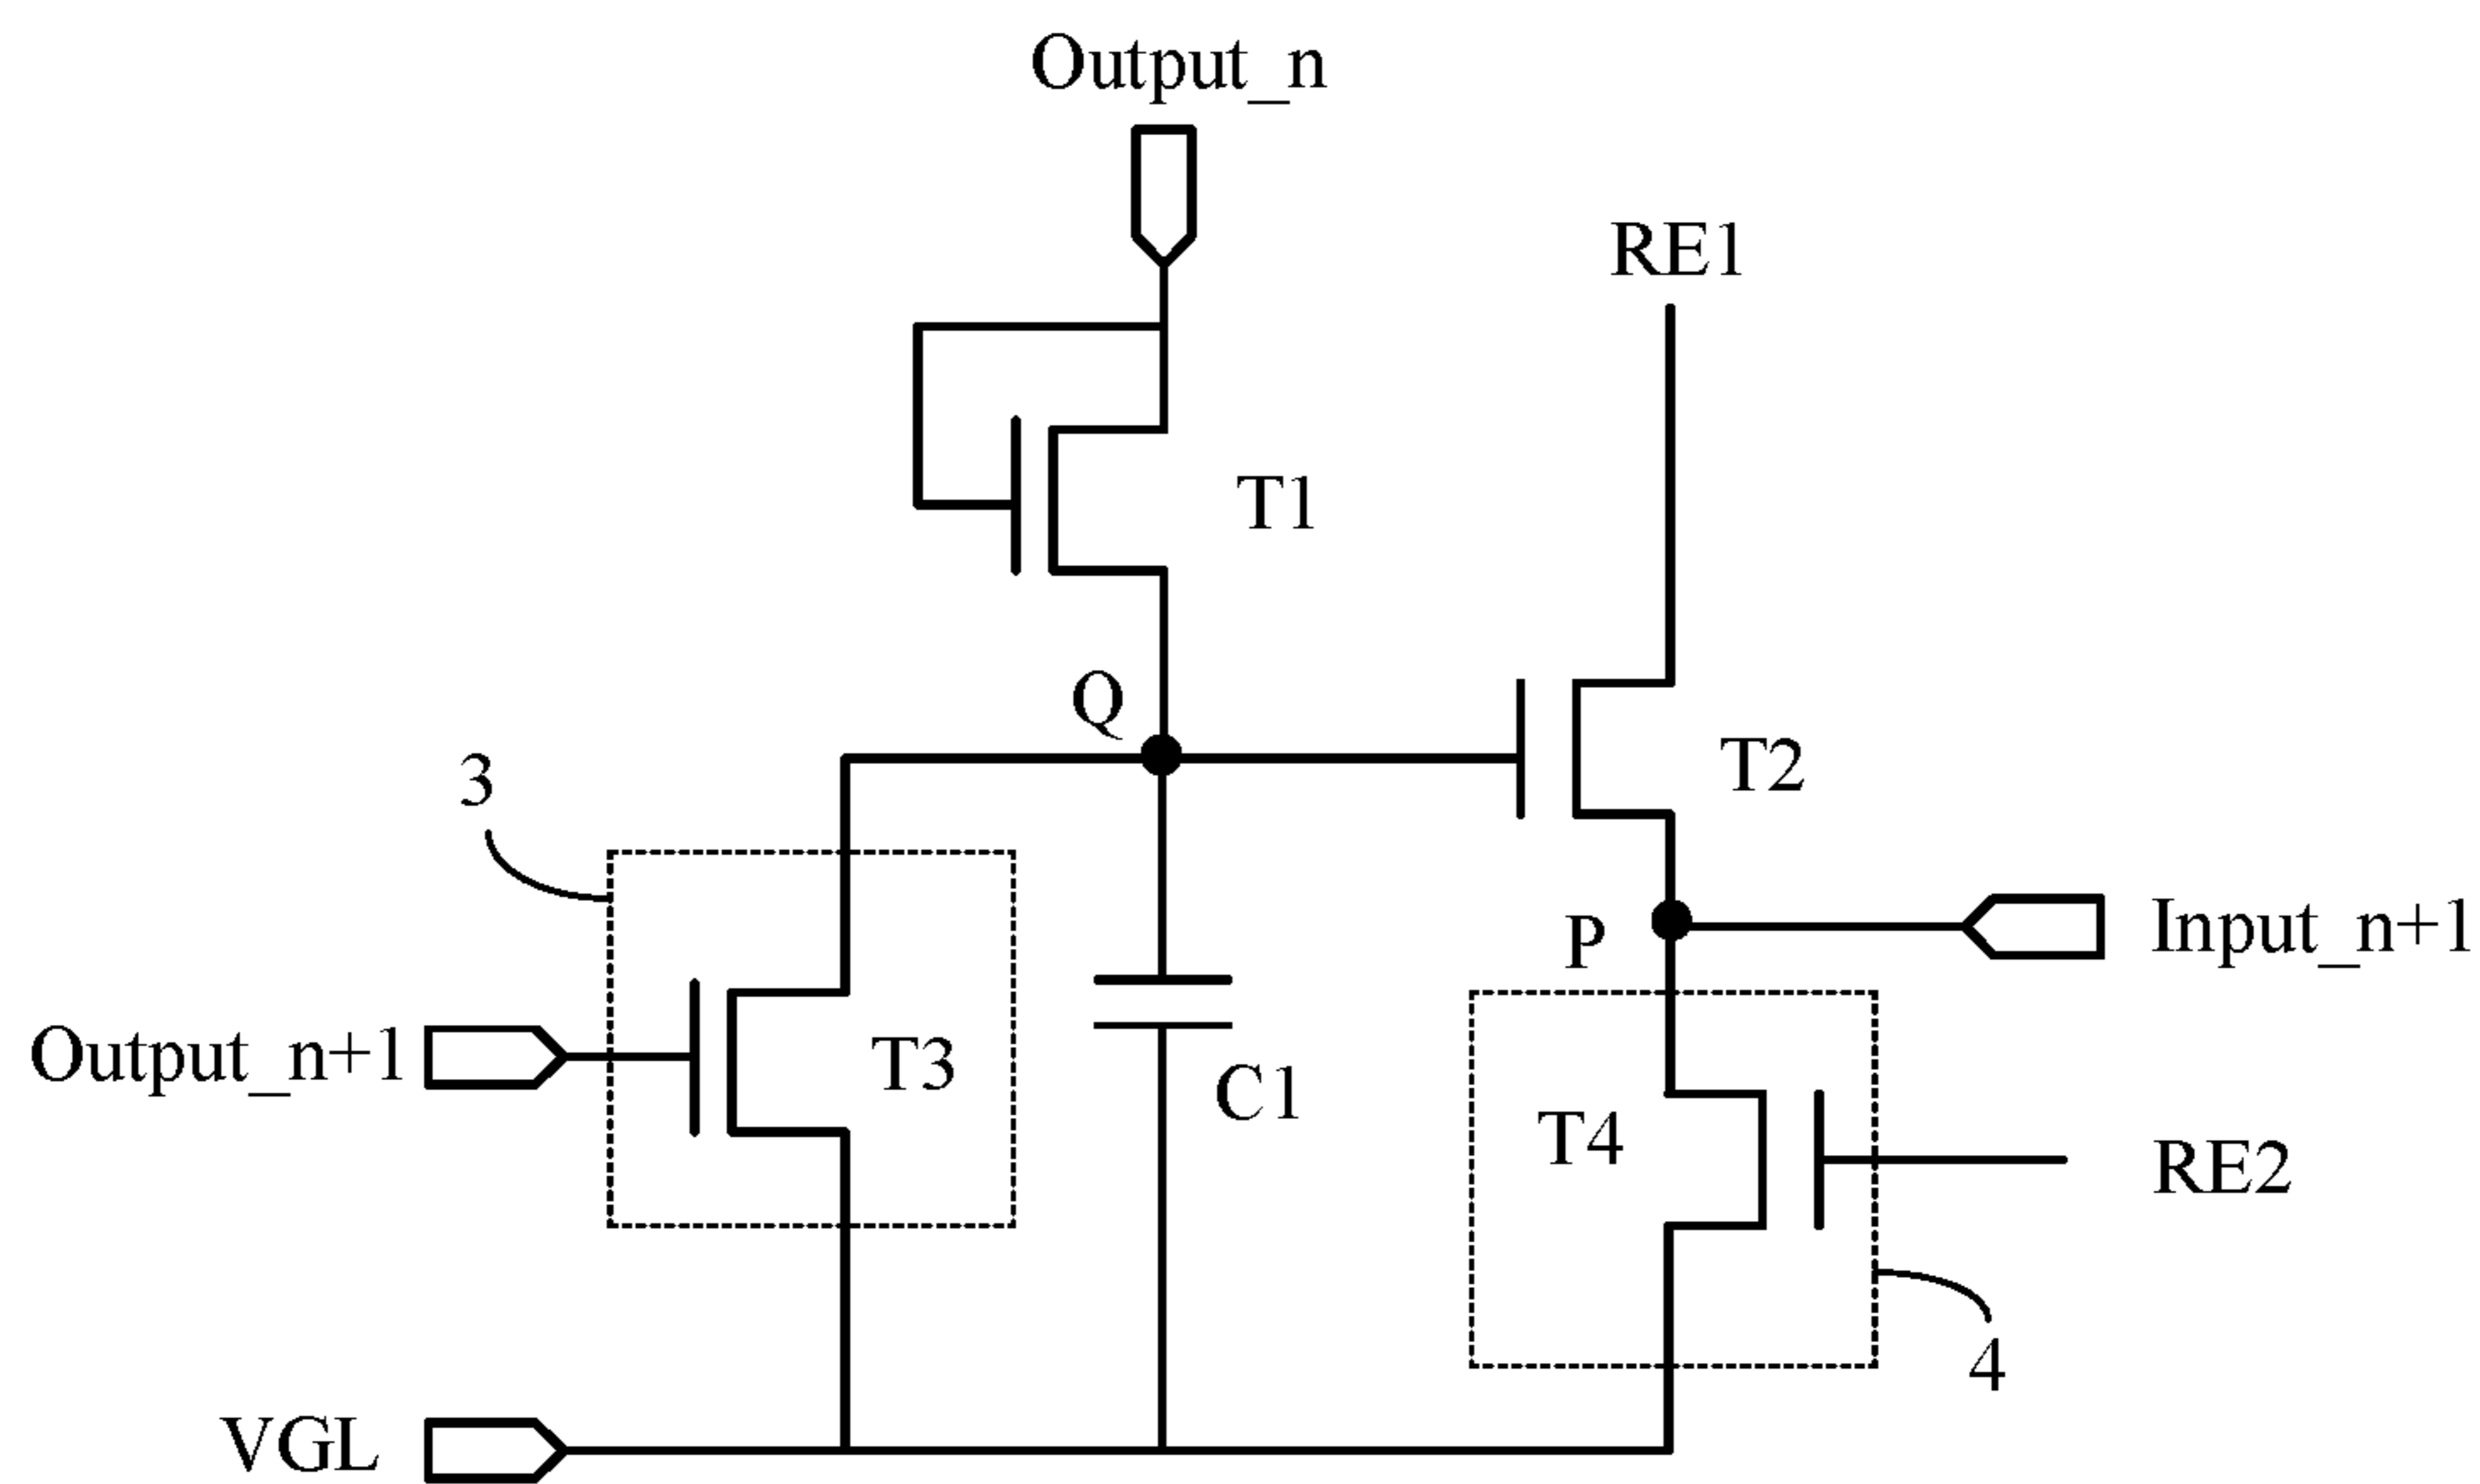 Output_n
RE1
T1
Q
T2
3
P
Input_n+1
Output_n+1
T3
C1
T4
RE2
4
VGL